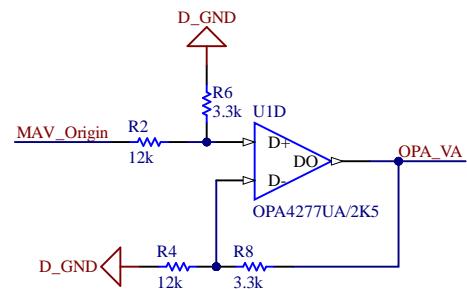 D_GND
R6
3.3k
U1D
R2
MAV_Origin
12k
D+
DO
OPA_VA
D-
OPA4277UA/2K5
R4
R8
D_GND
12k
3.3k